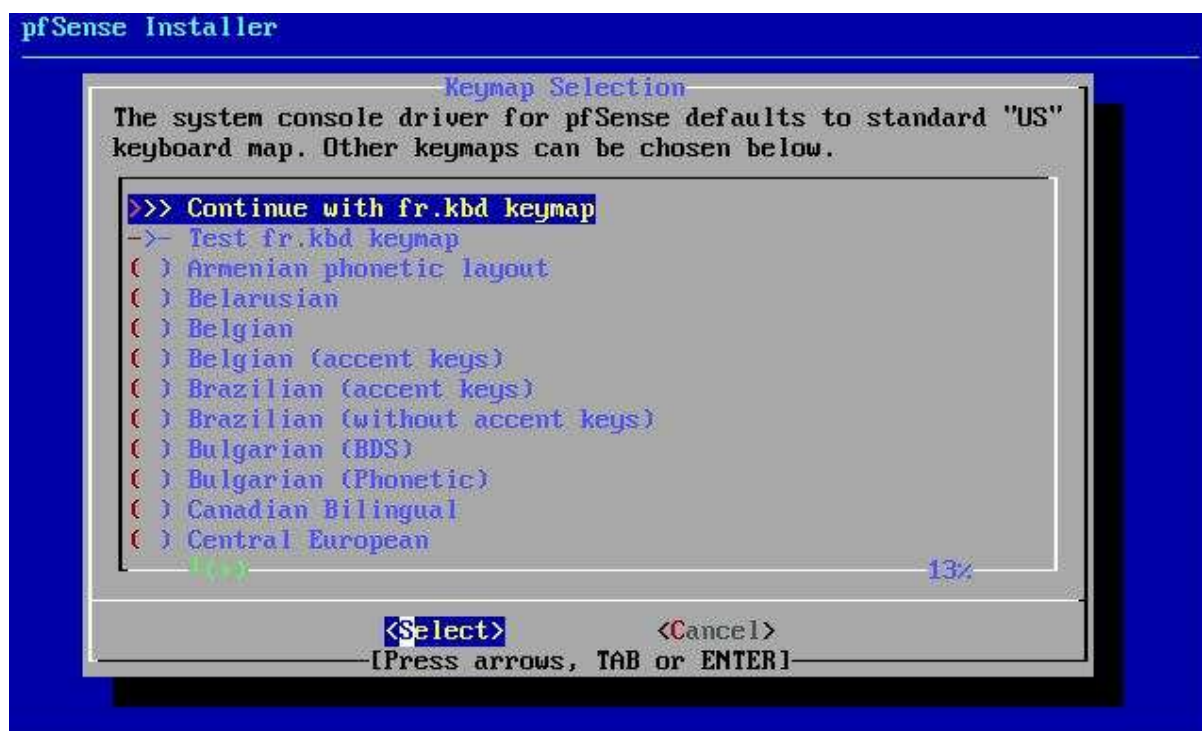 pfSense Installer
Keymap Selection
The system console driver for pfSense defaults to standard "US"
keyboard map. Other keymaps can be chosen below.
>>> Continue with fr.kbd keymap
->- Test fr.kbd keymap
( ) Armenian phonetic layout
( ) Belarusian
( ) Belgian
( ) Belgian (accent keys)
( ) Brazilian (accent keys)
( ) Brazilian (without accent keys)
( ) Bulgarian (BDS)
( ) Bulgarian (Phonetic)
( ) Canadian Bilingual
( ) Central European
13%
<Select> <Cancel>
[Press arrows, TAB or ENTER]